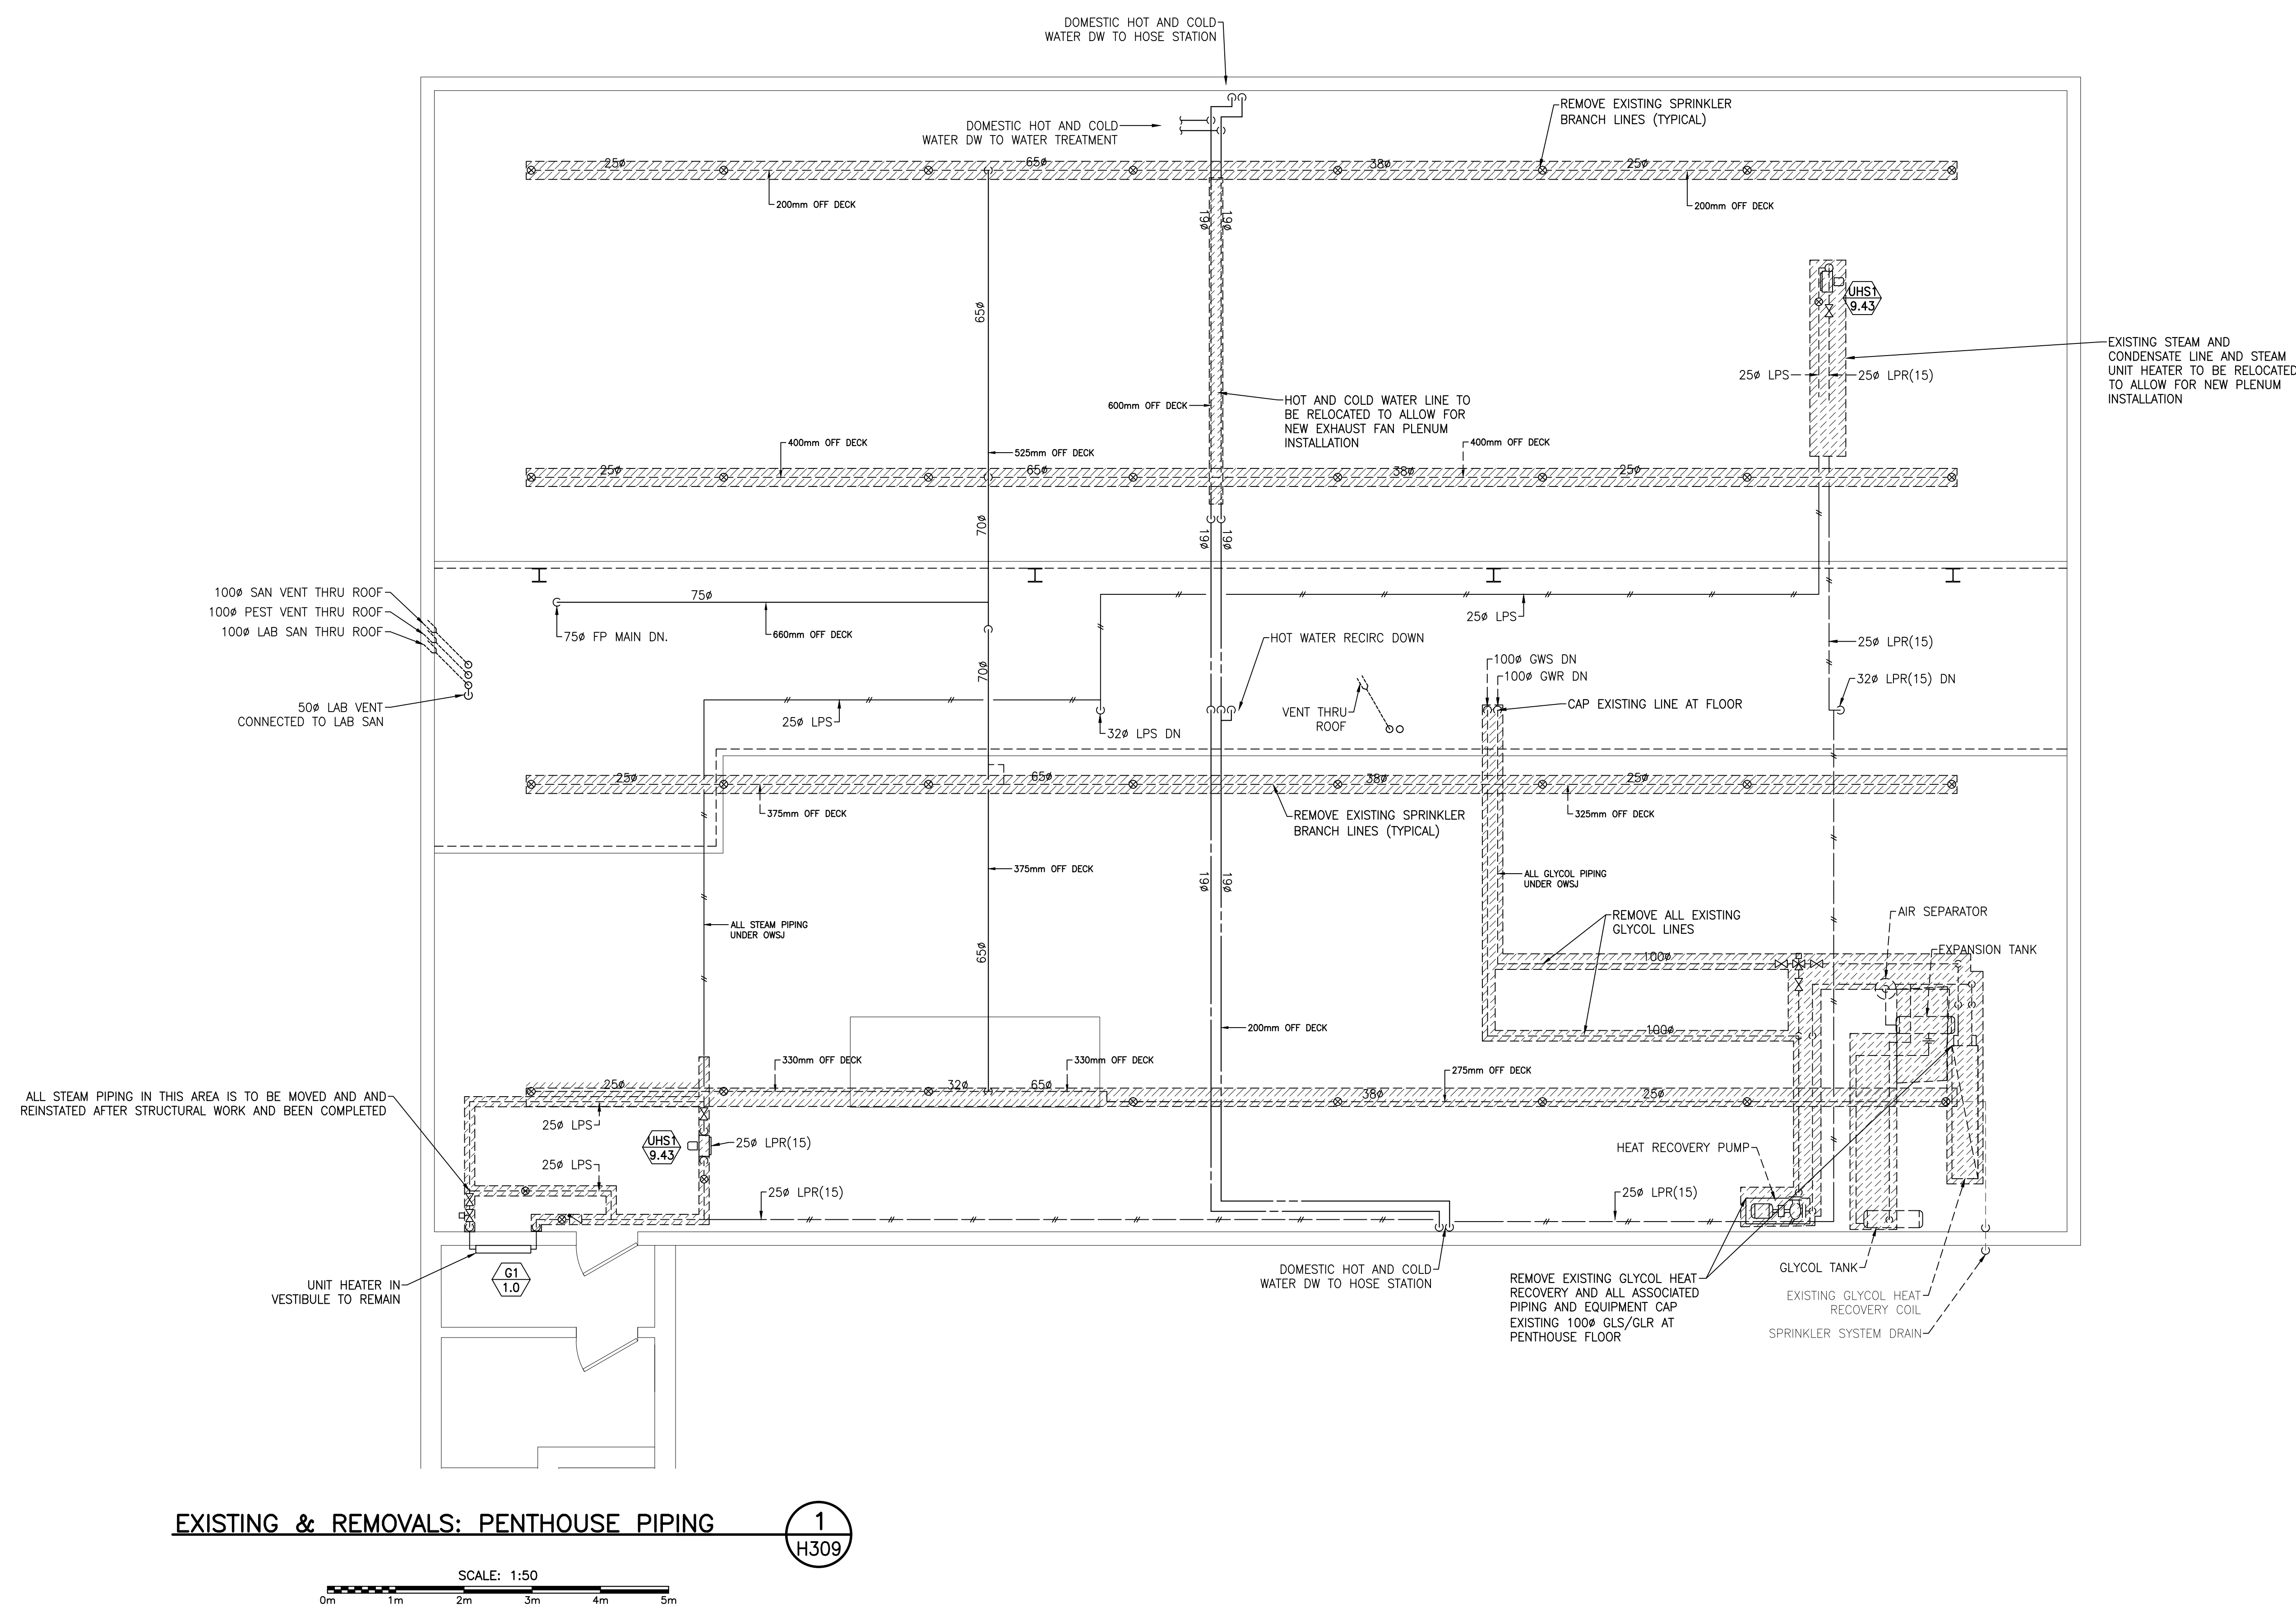 DOMESTIC HOT AND COLD
WATER DW TO HOSE STATION
DOMESTIC HOT AND COLD
WATER DW TO WATER TREATMENT
REMOVE EXISTING SPRINKLER
BRANCH LINES (TYPICAL)
25ø
65ø
38ø
25ø
200mm OFF DECK
200mm OFF DECK
19ø
19ø
65ø
UHS1
9.43
EXISTING STEAM AND
CONDENSATE LINE AND STEAM
UNIT HEATER TO BE RELOCATED
TO ALLOW FOR NEW PLENUM
INSTALLATION
25ø LPS
25ø LPR(15)
600mm OFF DECK
HOT AND COLD WATER LINE TO
BE RELOCATED TO ALLOW FOR
NEW EXHAUST FAN PLENUM
INSTALLATION
400mm OFF DECK
525mm OFF DECK
400mm OFF DECK
25ø
65ø
38ø
25ø
70ø
19ø
19ø
100ø SAN VENT THRU ROOF
100ø PEST VENT THRU ROOF
100ø LAB SAN THRU ROOF
75ø
75ø FP MAIN DN.
660mm OFF DECK
25ø LPS
HOT WATER RECIRC DOWN
25ø LPR(15)
70ø
100ø GWS DN
100ø GWR DN
32ø LPR(15) DN
50ø LAB VENT
CONNECTED TO LAB SAN
25ø LPS
32ø LPS DN
VENT THRU
ROOF
CAP EXISTING LINE AT FLOOR
25ø
65ø
38ø
25ø
375mm OFF DECK
REMOVE EXISTING SPRINKLER
BRANCH LINES (TYPICAL)
325mm OFF DECK
375mm OFF DECK
19ø
19ø
ALL GLYCOL PIPING
UNDER OWSJ
ALL STEAM PIPING
UNDER OWSJ
65ø
REMOVE ALL EXISTING
GLYCOL LINES
AIR SEPARATOR
EXPANSION TANK
100ø
200mm OFF DECK
100ø
330mm OFF DECK
330mm OFF DECK
275mm OFF DECK
25ø
32ø
65ø
38ø
25ø
ALL STEAM PIPING IN THIS AREA IS TO BE MOVED AND AND
REINSTATED AFTER STRUCTURAL WORK AND BEEN COMPLETED
25ø LPS
UHS1
9.43
25ø LPR(15)
HEAT RECOVERY PUMP
25ø LPS
25ø LPR(15)
25ø LPR(15)
UNIT HEATER IN
VESTIBULE TO REMAIN
G1
1.0
DOMESTIC HOT AND COLD
WATER DW TO HOSE STATION
REMOVE EXISTING GLYCOL HEAT
RECOVERY AND ALL ASSOCIATED
PIPING AND EQUIPMENT CAP
EXISTING 100ø GLS/GLR AT
PENTHOUSE FLOOR
GLYCOL TANK
EXISTING GLYCOL HEAT
RECOVERY COIL
SPRINKLER SYSTEM DRAIN
EXISTING & REMOVALS: PENTHOUSE PIPING
1
H309
SCALE: 1:50
0m 1m 2m 3m 4m 5m